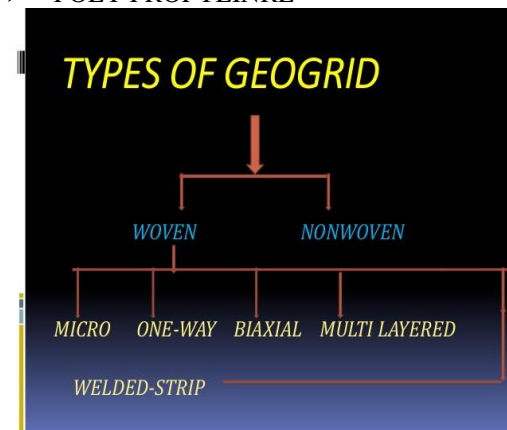 TYPES OF GEOGRID
WOVEN NONWOVEN
MICRO ONE-WAY BIAXIAL MULTI LAYERED
WELDED-STRIP